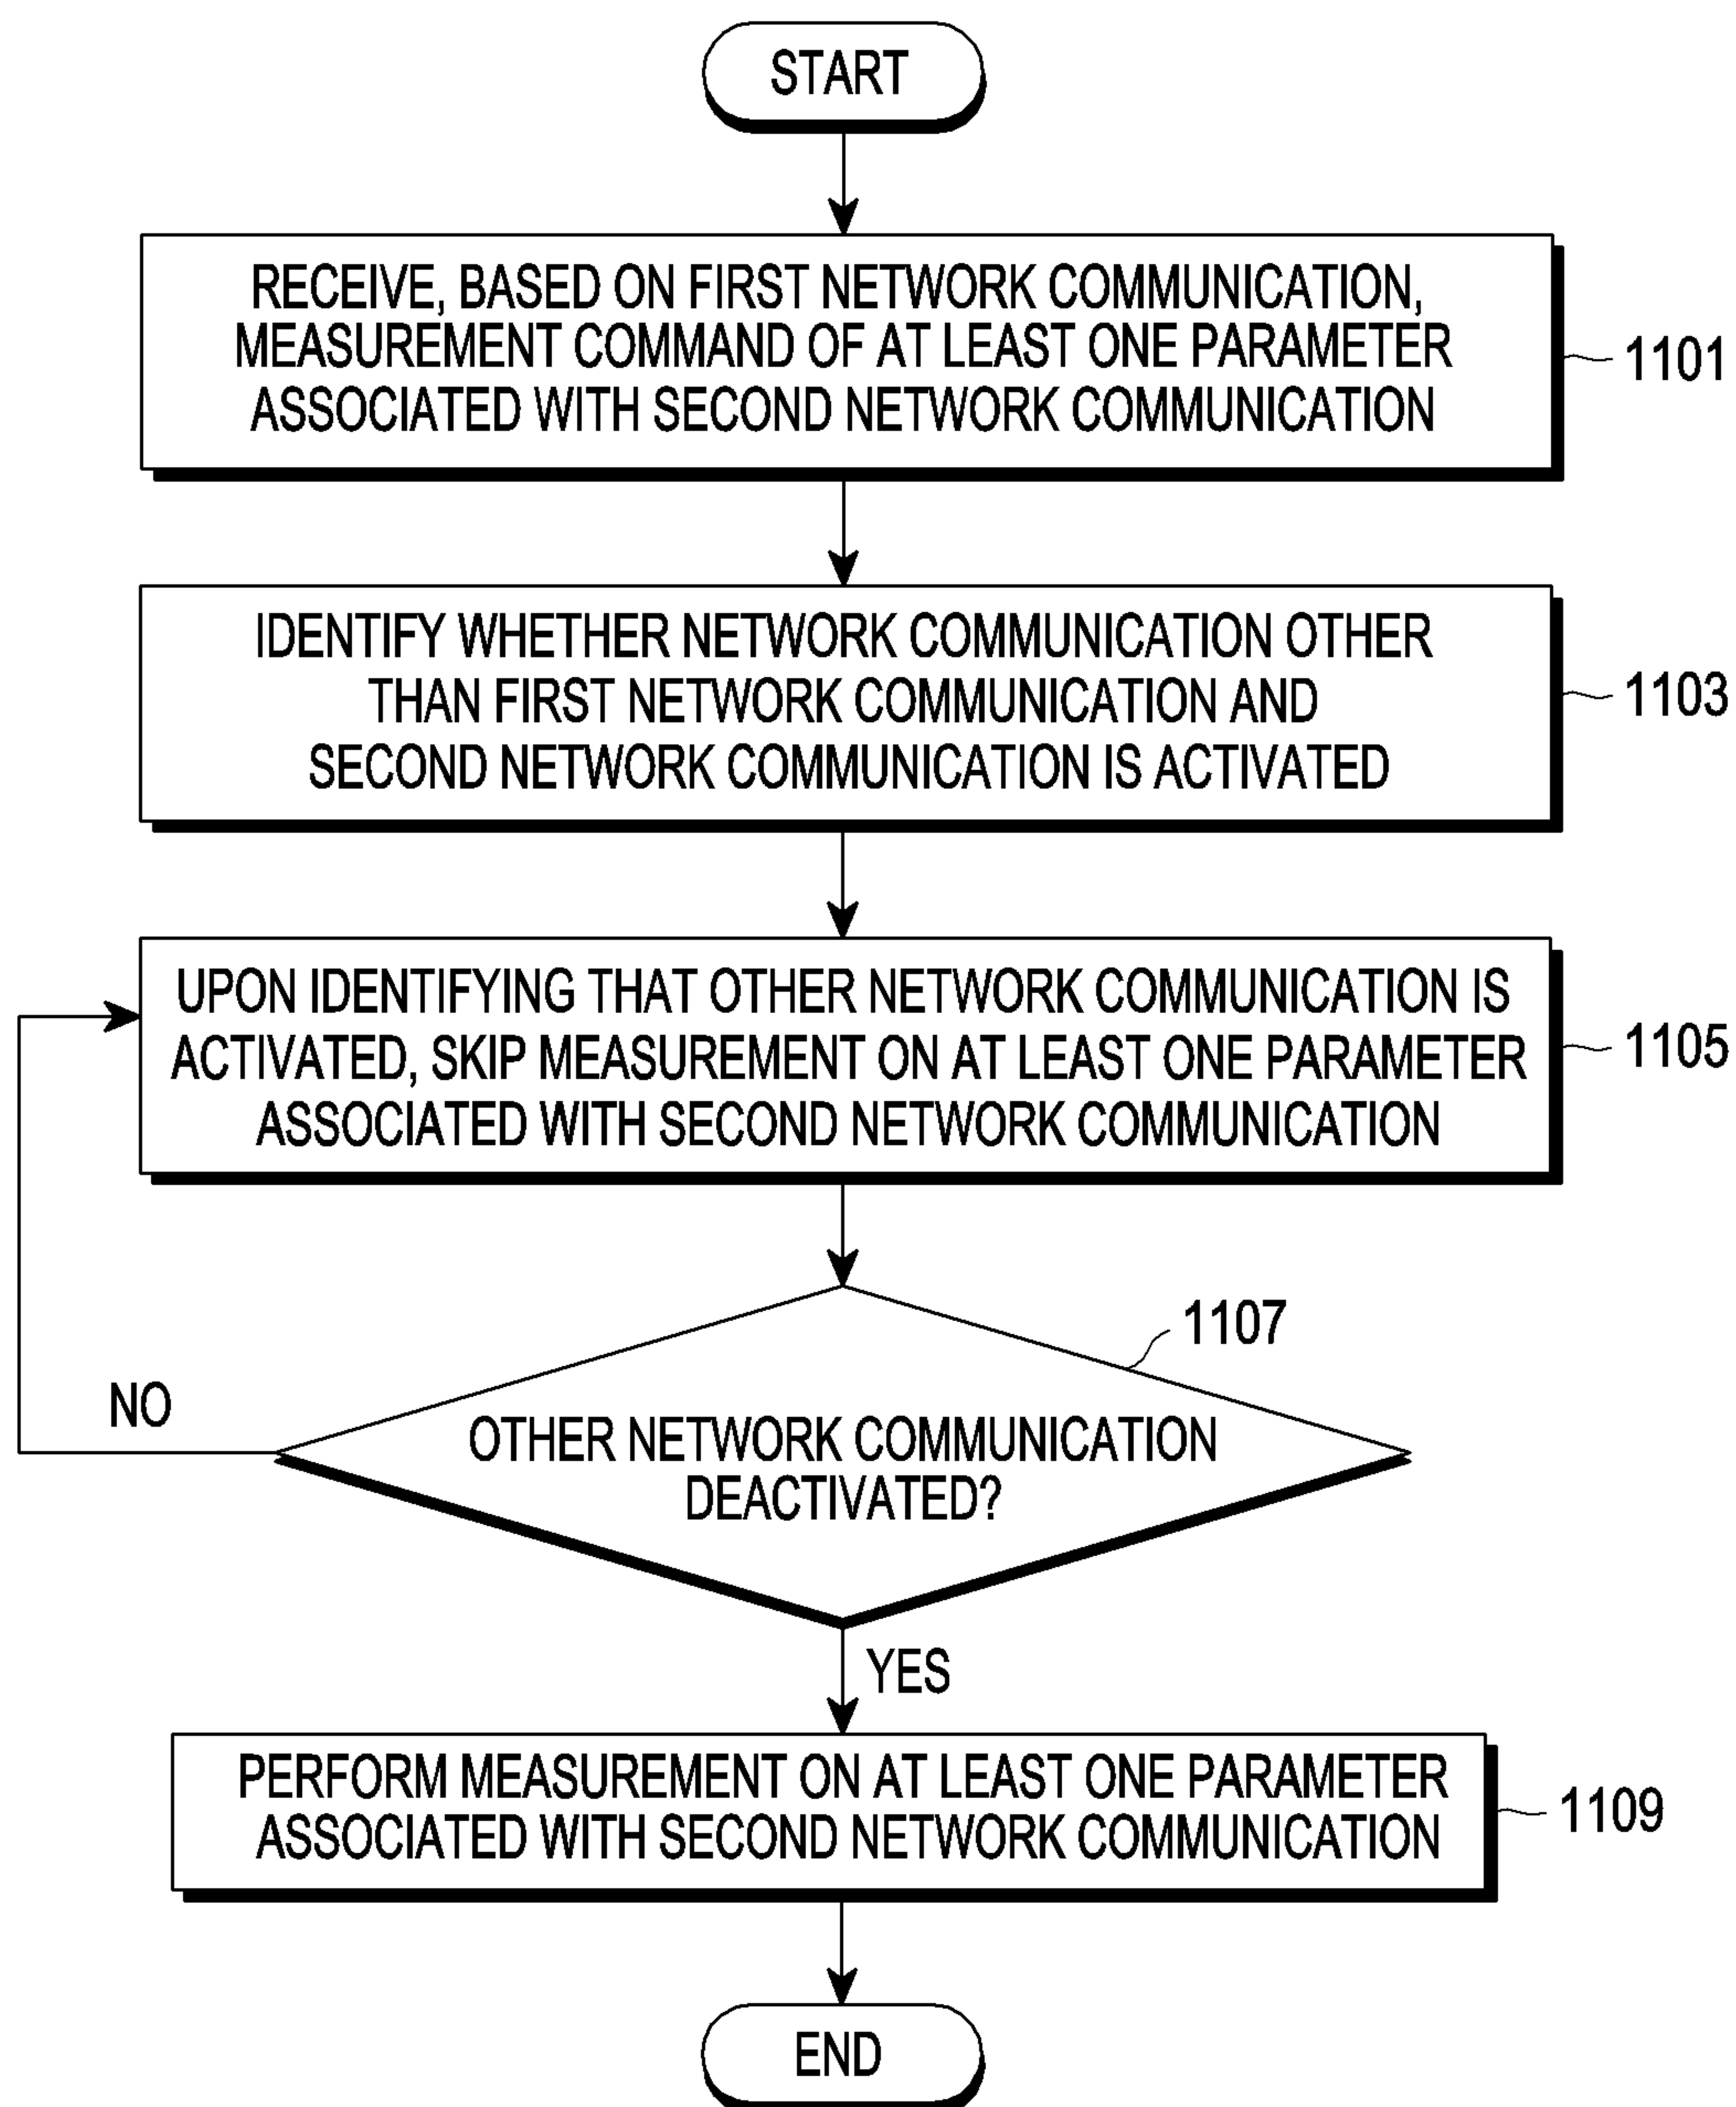 START
RECEIVE, BASED ON FIRST NETWORK COMMUNICATION,
MEASUREMENT COMMAND OF AT LEAST ONE PARAMETER
ASSOCIATED WITH SECOND NETWORK COMMUNICATION
1101
IDENTIFY WHETHER NETWORK COMMUNICATION OTHER
THAN FIRST NETWORK COMMUNICATION AND
SECOND NETWORK COMMUNICATION IS ACTIVATED
1103
UPON IDENTIFYING THAT OTHER NETWORK COMMUNICATION IS
ACTIVATED, SKIP MEASUREMENT ON AT LEAST ONE PARAMETER
ASSOCIATED WITH SECOND NETWORK COMMUNICATION
1105
1107
NO
OTHER NETWORK COMMUNICATION
DEACTIVATED?
YES
PERFORM MEASUREMENT ON AT LEAST ONE PARAMETER
ASSOCIATED WITH SECOND NETWORK COMMUNICATION
1109
END